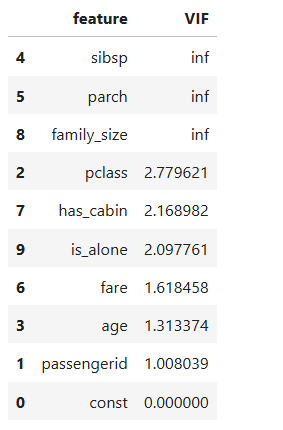 feature VIF
4 sibsp inf
5 parch inf
8 family_size inf
2 pclass 2.779621
7 has_cabin 2.168982
9 is_alone 2.097761
6 fare 1.618458
3 age 1.313374
1 passengerid 1.008039
0 const 0.000000